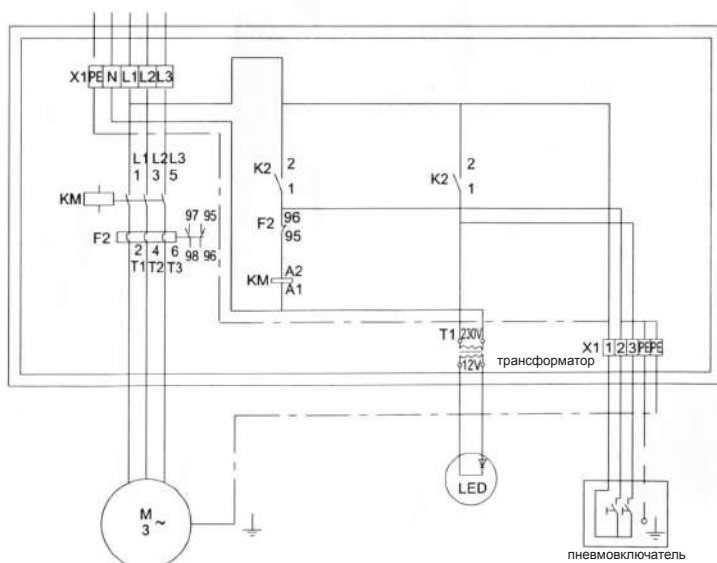 X1 PE N L1 L2 L3
L1 L2 L3
1 3 5
KM
97 95
F2
2 4 6
98 96
T1 T2 T3
K2 2
1
F2 96
95
KM A2
A1
K2 2
1
T1 230V
12V
трансформатор
X1 1 2 3 PE PE
M
3 ~
LED
пневмовключатель